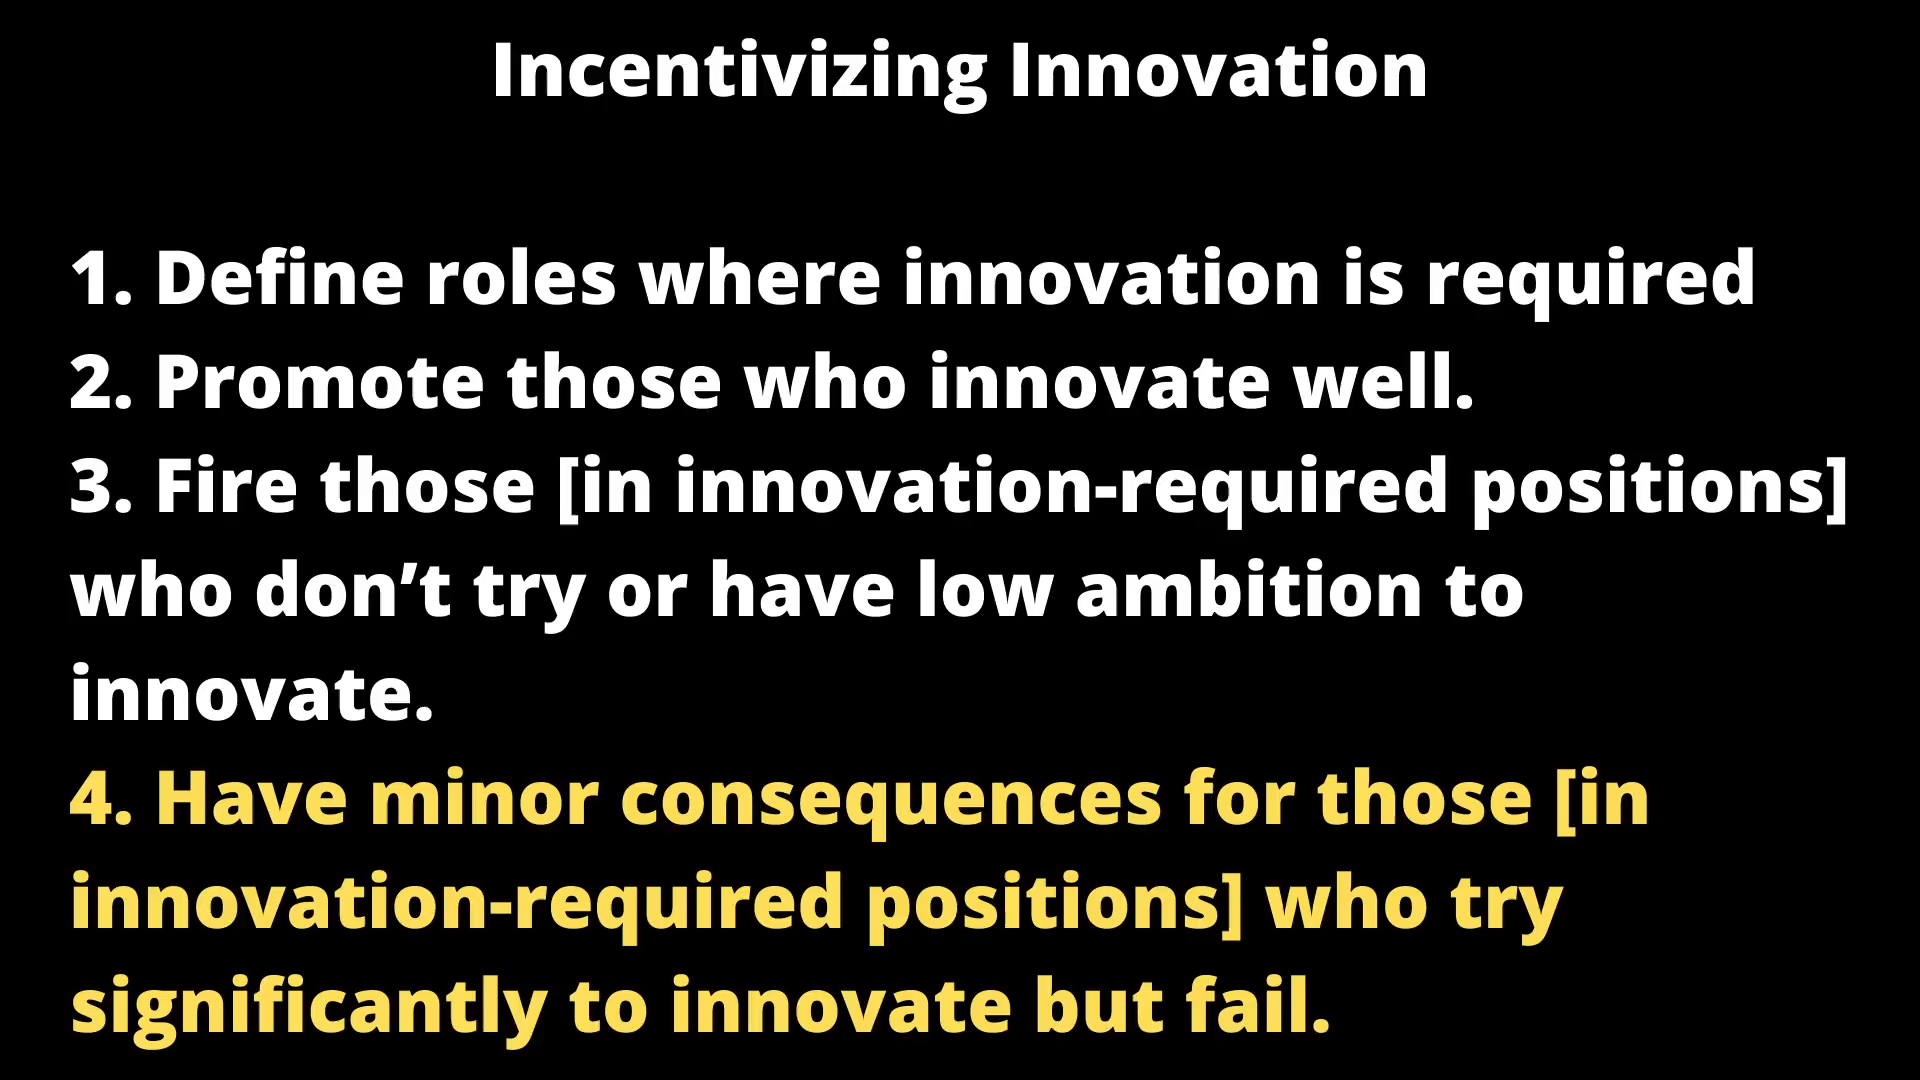 Incentivizing Innovation
1. Define roles where innovation is required
2. Promote those who innovate well.
3. Fire those [in innovation-required positions]
who don’t try or have low ambition to
innovate.
4. Have minor consequences for those [in
innovation-required positions] who try
significantly to innovate but fail.